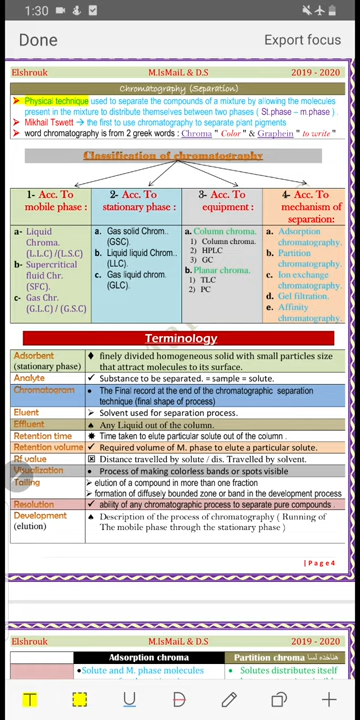 1:30
Done
Export focus
Elshrouk M.IsMaiL & D.S 2019 - 2020
Chromatography (Separation)
Physical technique used to separate the compounds of a mixture by allowing the molecules
present in the mixture to distribute themselves between two phases ( St.phase – m.phase )
Mikhail Tswett → the first to use chromatography to separate plant pigments
word chromatography is from 2 greek words : Chroma " Color " & Graphein " to write "
Classification of chromatography
1- Acc. To mobile phase :
a- Liquid Chroma. (L.L.C) /(L.S.C)
b- Supercritical fluid Chr. (SFC).
c- Gas Chr. (G.L.C) / (G.S.C)
2- Acc. To stationary phase :
a. Gas solid Chrom.. (GSC).
b. Liquid liquid Chrom.. (LLC).
c. Gas liquid chrom. (GLC).
3- Acc. To equipment :
a. Column chroma.
1) Column chroma.
2) HPLC
3) GC
b. Planar chroma.
1) TLC
2) PC
4- Acc. To mechanism of separation:
a. Adsorption chromatography.
b. Partition chromatography.
c. Ion exchange chromatography.
d. Gel filtration.
e. Affinity chromatography.
Terminology
Adsorbent (stationary phase) finely divided homogeneous solid with small particles size
that attract molecules to its surface.
Analyte Substance to be separated. = sample = solute.
Chromatogram The Final record at the end of the chromatographic separation
technique (final shape of process)
Eluent Solvent used for separation process.
Effluent Any Liquid out of the column.
Retention time Time taken to elute particular solute out of the column .
Retention volume Required volume of M. phase to elute a particular solute.
Rf value Distance travelled by solute / dis. Travelled by solvent.
Visualization Process of making colorless bands or spots visible
Tailing elution of a compound in more than one fraction
formation of diffusely bounded zone or band in the development process
Resolution ability of any chromatographic process to separate pure compounds .
Development (elution) Description of the process of chromatography ( Running of
The mobile phase through the stationary phase )
| P a g e 4
Elshrouk M.IsMaiL & D.S 2019 - 2020
Adsorption chroma Partition chroma
Solute and M. phase molecules Solutes distributes itself
T
U